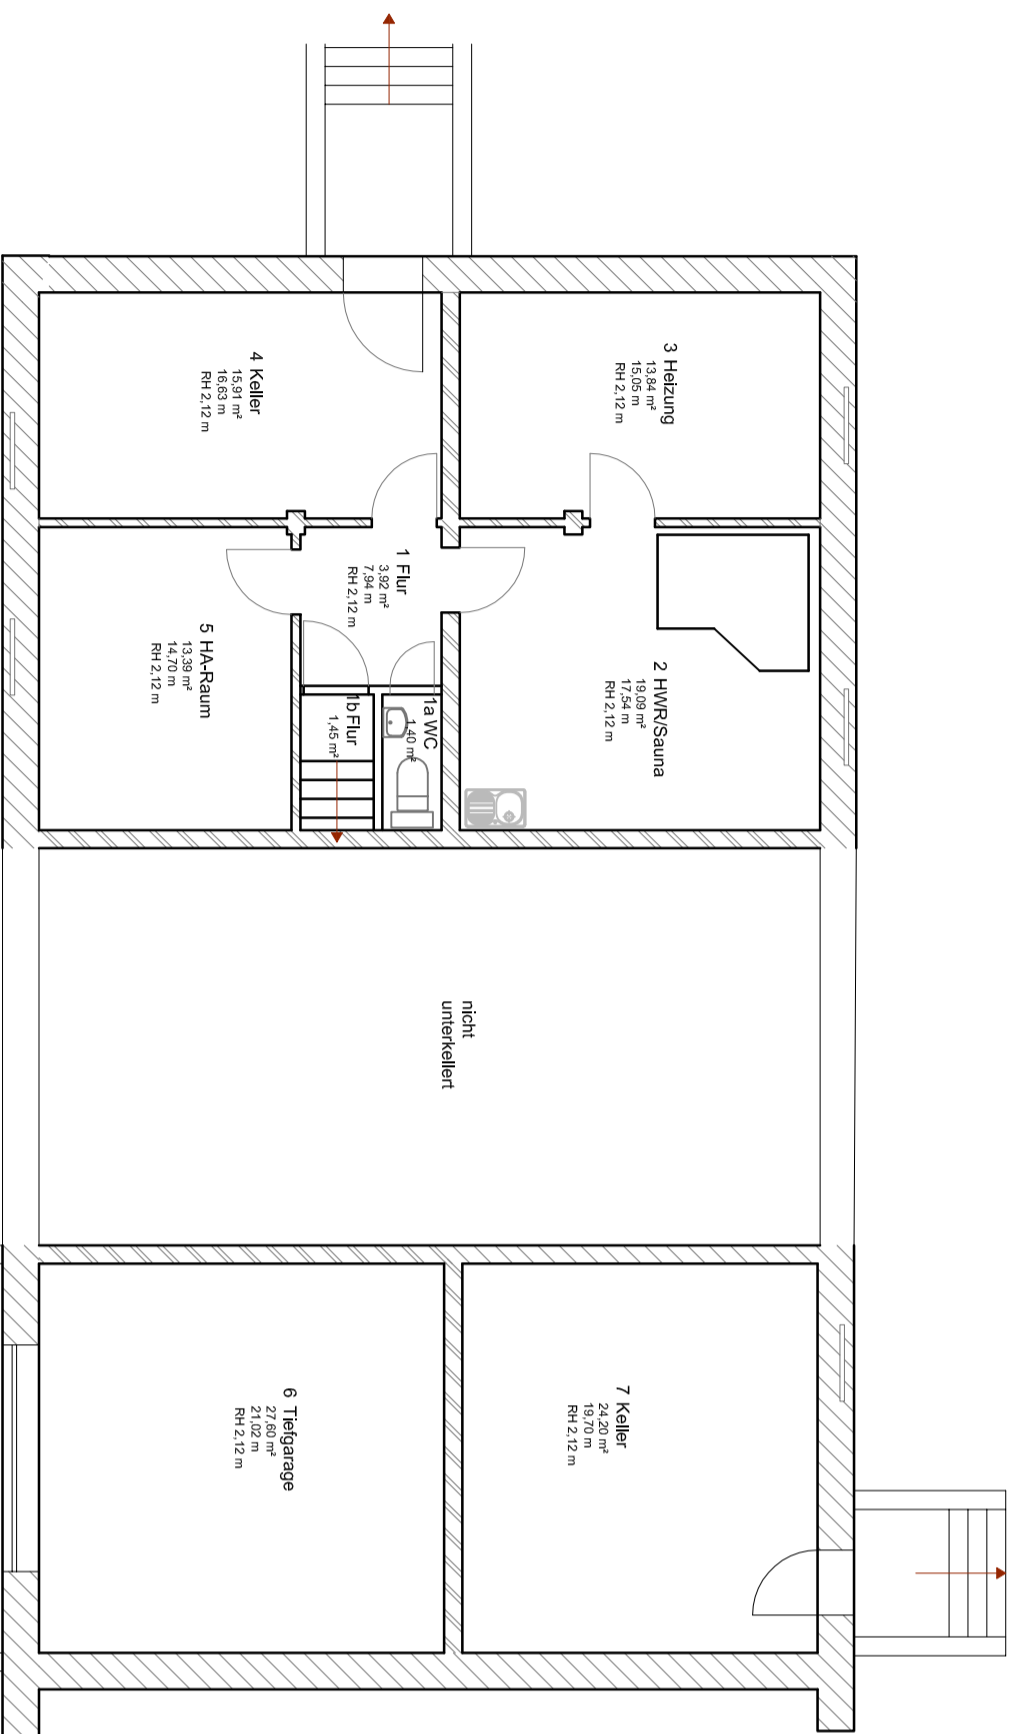 3 Heizung
13,84 m²
15,05 m
RH 2,12 m
4 Keller
15,91 m²
16,63 m
RH 2,12 m
1 Flur
3,92 m²
7,94 m
RH 2,12 m
2 HWR/Sauna
19,09 m²
17,54 m
RH 2,12 m
5 HA-Raum
13,39 m²
14,70 m
RH 2,12 m
1a WC
1,40 m²
1b Flur
1,45 m²
nicht
unterkellert
7 Keller
24,20 m²
19,70 m
RH 2,12 m
6 Tiefgarage
27,60 m²
21,02 m
RH 2,12 m